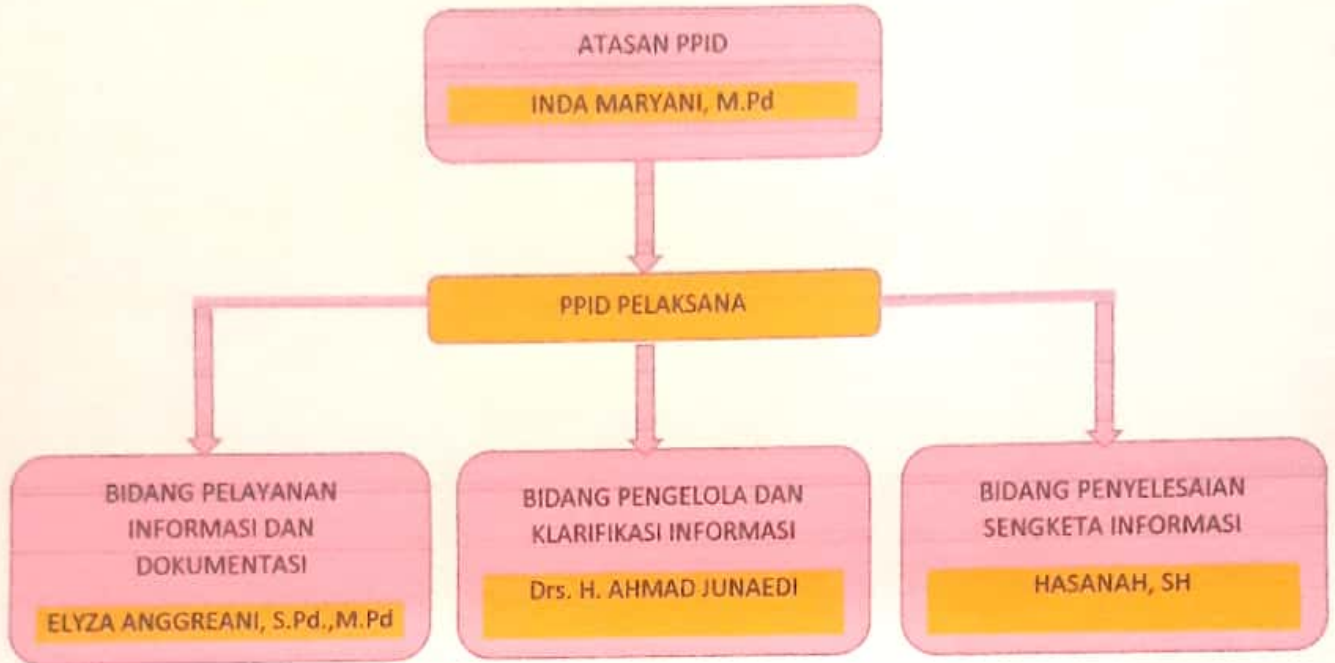 ATASAN PPID
INDA MARYANI, M.Pd
PPID PELAKSANA
BIDANG PELAYANAN
INFORMASI DAN
DOKUMENTASI
ELYZA ANGGREANI, S.Pd.,M.Pd
BIDANG PENGELOLA DAN
KLARIFIKASI INFORMASI
Drs. H. AHMAD JUNAEDI
BIDANG PENYELESAIAN
SENGKETA INFORMASI
HASANAH, SH